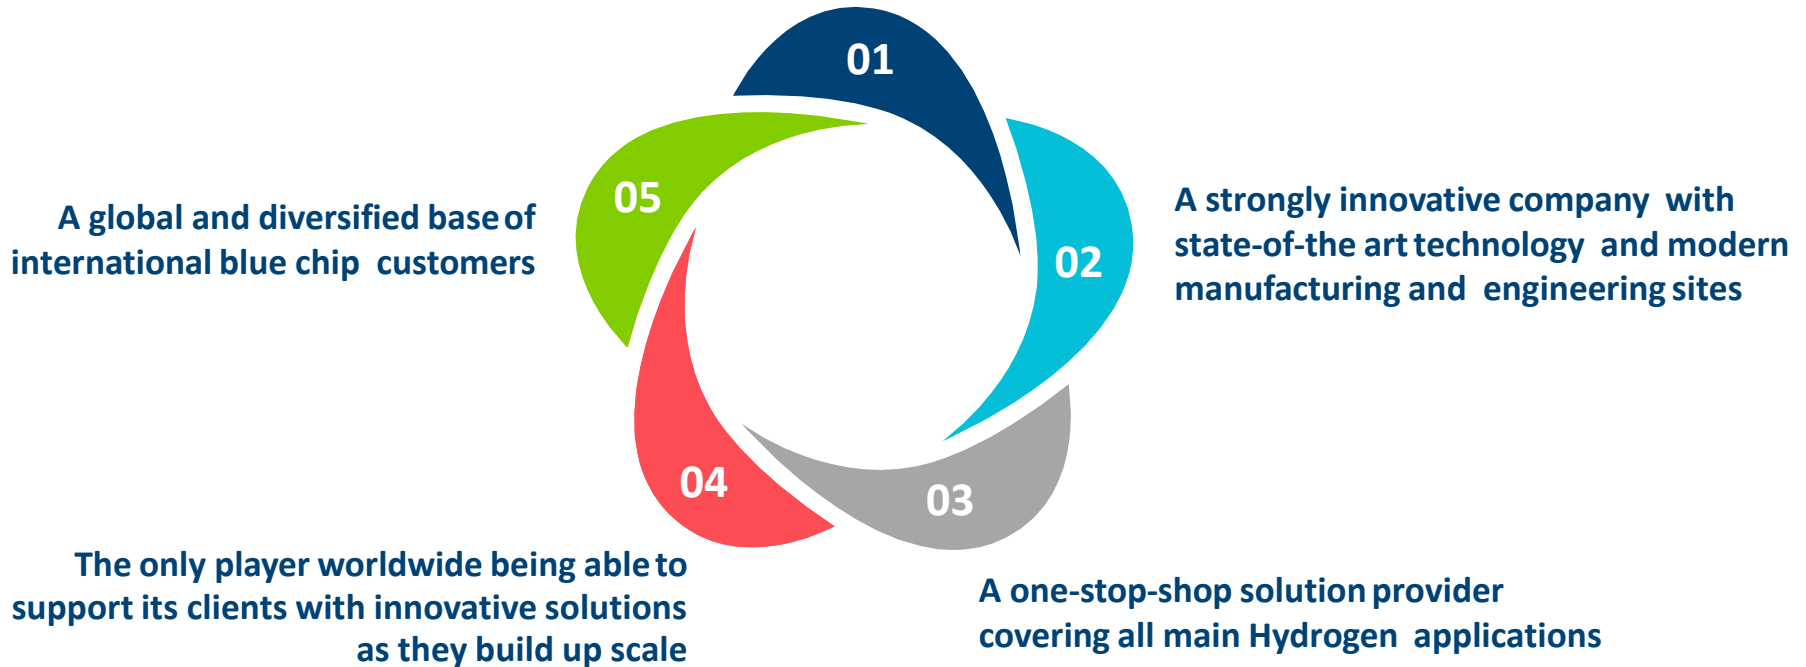 01
02
A strongly innovative company with
state-of-the art technology and modern
manufacturing and engineering sites
03
A one-stop-shop solution provider
covering all main Hydrogen applications
04
The only player worldwide being able to
support its clients with innovative solutions
as they build up scale
05
A global and diversified base of
international blue chip customers